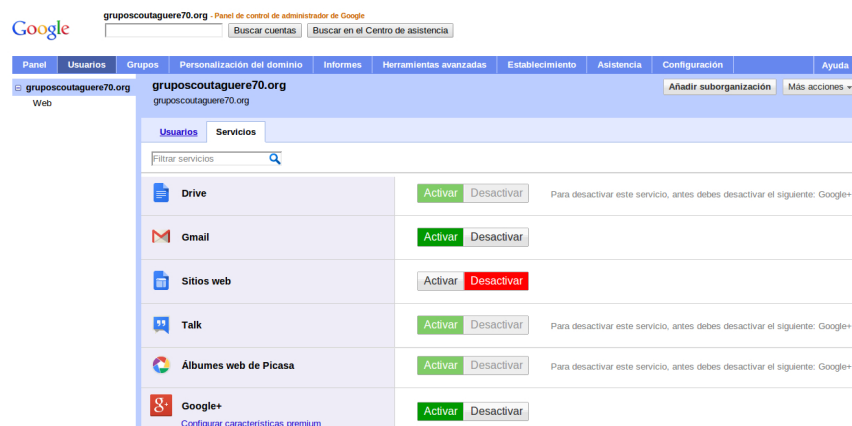 Google
gruposcoutaguere70.org - Panel de control de administrador de Google
Buscar cuentas Buscar en el Centro de asistencia
Panel Usuarios Grupos Personalización del dominio Informes Herramientas avanzadas Establecimiento Asistencia Configuración Ayuda
gruposcoutaguere70.org
Web
gruposcoutaguere70.org
gruposcoutaguere70.org
Añadir suborganización Más acciones
Usuarios Servicios
Filtrar servicios
Drive Activar Desactivar Para desactivar este servicio, antes debes desactivar el siguiente: Google+
Gmail Activar Desactivar
Sitios web Activar Desactivar
Talk Activar Desactivar Para desactivar este servicio, antes debes desactivar el siguiente: Google+
Álbumes web de Picasa Activar Desactivar Para desactivar este servicio, antes debes desactivar el siguiente: Google+
Google+ Activar Desactivar
Configurar características premium